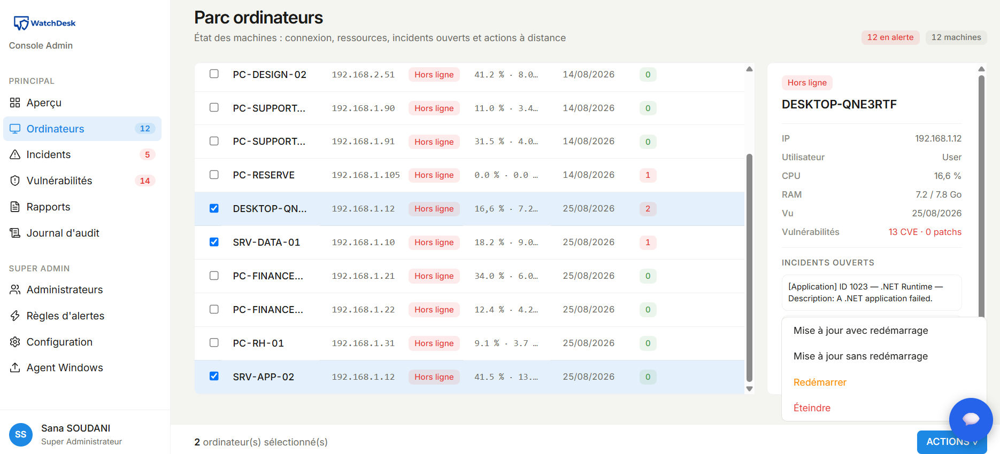 WatchDesk
Console Admin
PRINCIPAL
Aperçu
Ordinateurs 12
Incidents 5
Vulnérabilités 14
Rapports
Journal d'audit
SUPER ADMIN
Administrateurs
Règles d'alertes
Configuration
Agent Windows
SS
Sana SOUDANI
Super Administrateur
Parc ordinateurs
État des machines : connexion, ressources, incidents ouverts et actions à distance
12 en alerte 12 machines
PC-DESIGN-02 192.168.2.51 Hors ligne 41.2 % · 8.0... 14/08/2026 0
PC-SUPPORT... 192.168.1.90 Hors ligne 11.0 % · 3.4... 14/08/2026 0
PC-SUPPORT... 192.168.1.91 Hors ligne 31.5 % · 4.0... 14/08/2026 0
PC-RESERVE 192.168.1.105 Hors ligne 0.0 % · 0.0 ... 14/08/2026 1
DESKTOP-QN... 192.168.1.12 Hors ligne 16,6 % · 7.2... 25/08/2026 2
SRV-DATA-01 192.168.1.10 Hors ligne 18.2 % · 9.0... 25/08/2026 1
PC-FINANCE... 192.168.1.21 Hors ligne 34.0 % · 6.0... 25/08/2026 0
PC-FINANCE... 192.168.1.22 Hors ligne 12.4 % · 4.2... 25/08/2026 0
PC-RH-01 192.168.1.31 Hors ligne 9.1 % · 3.7 ... 25/08/2026 0
SRV-APP-02 192.168.1.12 Hors ligne 41.5 % · 13.... 25/08/2026 0
Hors ligne
DESKTOP-QNE3RTF
IP 192.168.1.12
Utilisateur User
CPU 16,6 %
RAM 7.2 / 7.8 Go
Vu 25/08/2026
Vulnérabilités 13 CVE · 0 patchs
INCIDENTS OUVERTS
[Application] ID 1023 — .NET Runtime —
Description: A .NET application failed.
Mise à jour avec redémarrage
Mise à jour sans redémarrage
Redémarrer
Éteindre
2 ordinateur(s) sélectionné(s)
ACTIONS